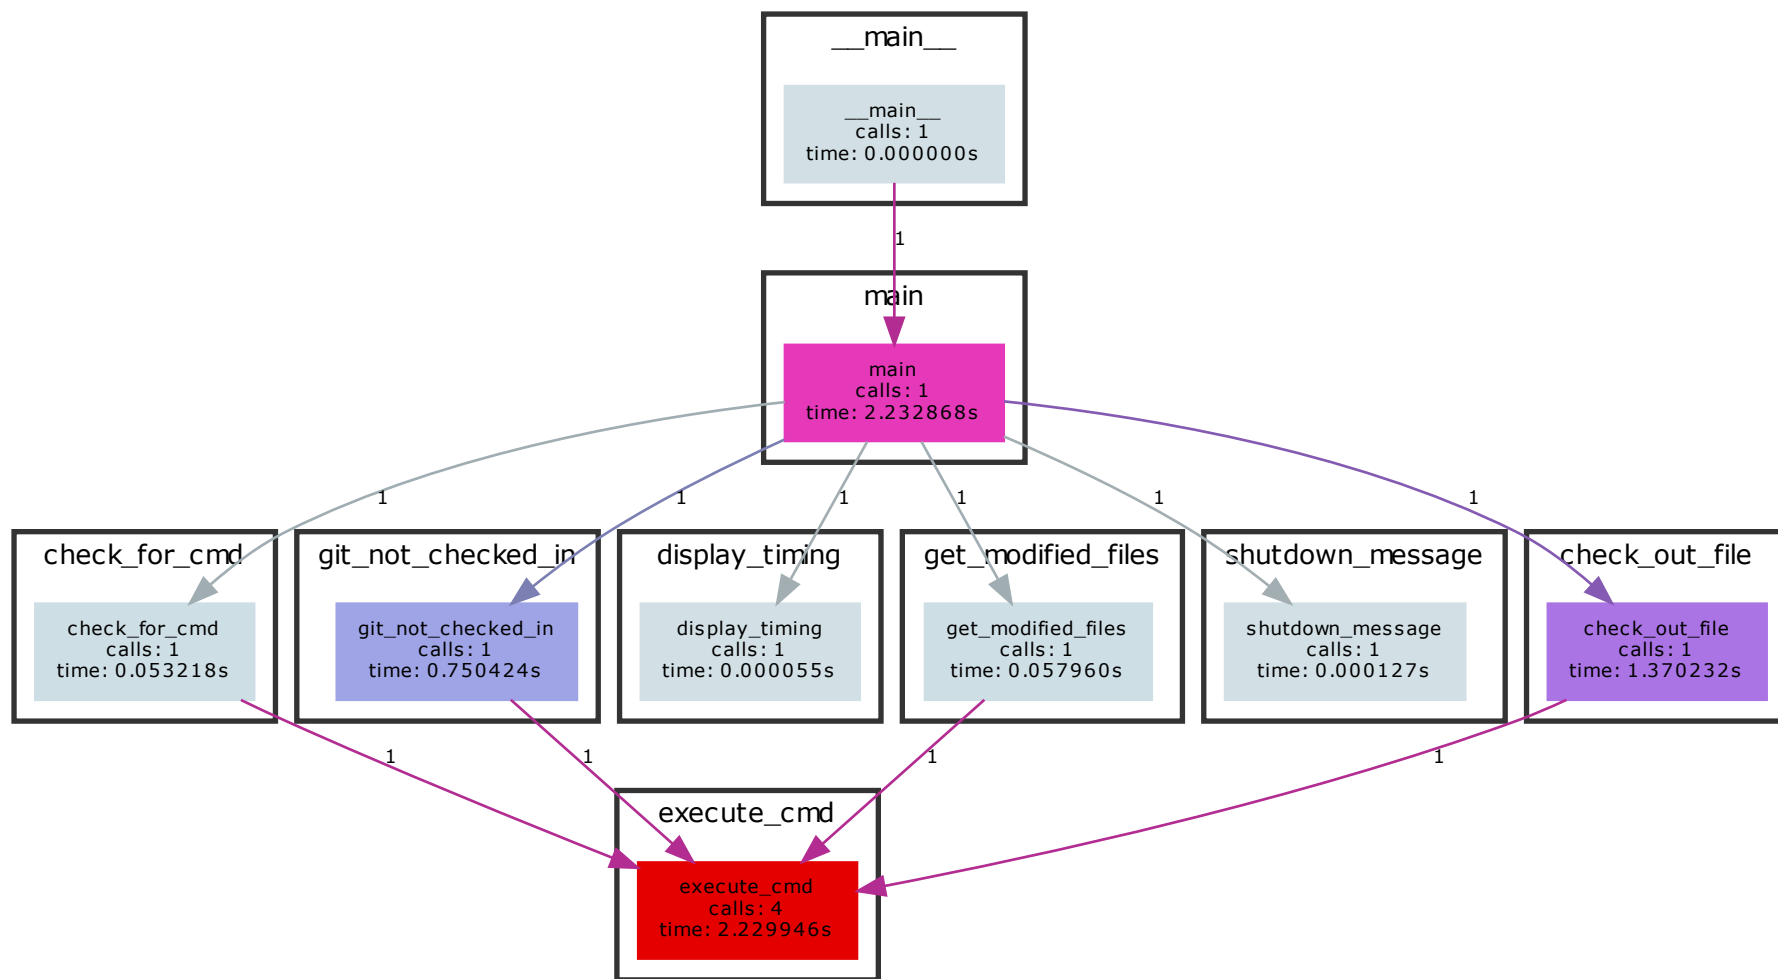 __main__
__main__
calls: 1
time: 0.000000s
1
main
main
calls: 1
time: 2.232868s
1
1
1
1
1
1
check_for_cmd
check_for_cmd
calls: 1
time: 0.053218s
git_not_checked_in
git_not_checked_in
calls: 1
time: 0.750424s
display_timing
display_timing
calls: 1
time: 0.000055s
get_modified_files
get_modified_files
calls: 1
time: 0.057960s
shutdown_message
shutdown_message
calls: 1
time: 0.000127s
check_out_file
check_out_file
calls: 1
time: 1.370232s
1
1
1
1
execute_cmd
execute_cmd
calls: 4
time: 2.229946s